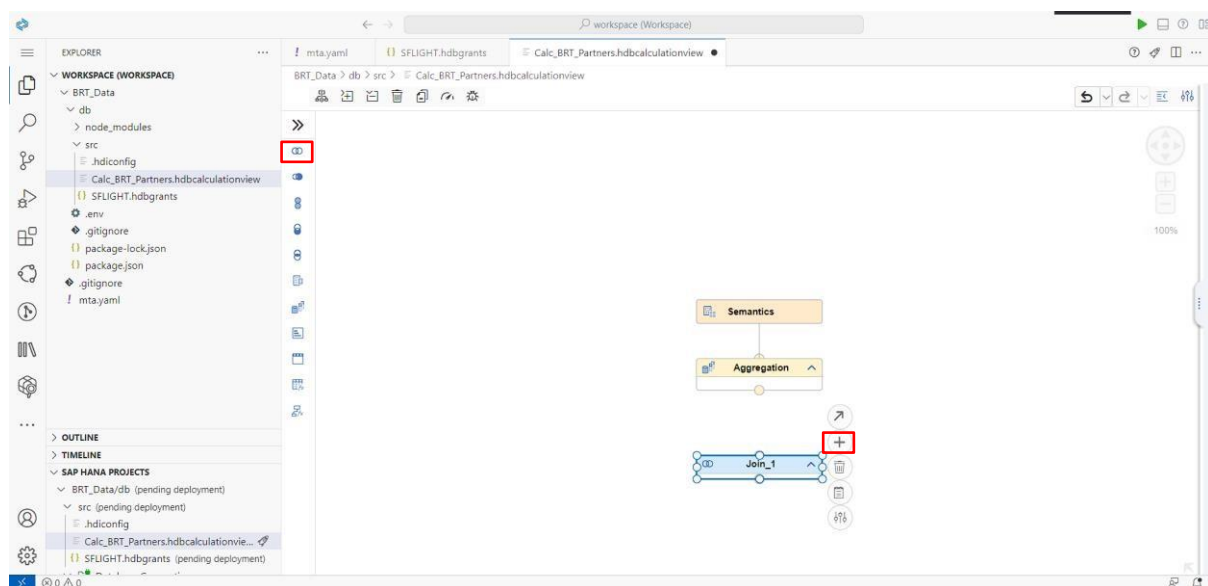 workspace (Workspace)
EXPLORER
WORKSPACE (WORKSPACE)
BRT_Data
db
node_modules
src
.hdiconfig
Calc_BRT_Partners.hdbcalculationview
SFLIGHT.hdbgrants
.env
.gitignore
package-lock.json
package.json
.gitignore
mta.yaml
OUTLINE
TIMELINE
SAP HANA PROJECTS
BRT_Data/db (pending deployment)
src (pending deployment)
.hdiconfig
Calc_BRT_Partners.hdbcalculationvie...
SFLIGHT.hdbgrants (pending deployment)
mta.yaml
SFLIGHT.hdbgrants
Calc_BRT_Partners.hdbcalculationview
BRT_Data > db > src > Calc_BRT_Partners.hdbcalculationview
100%
Semantics
Aggregation
Join_1
0 0